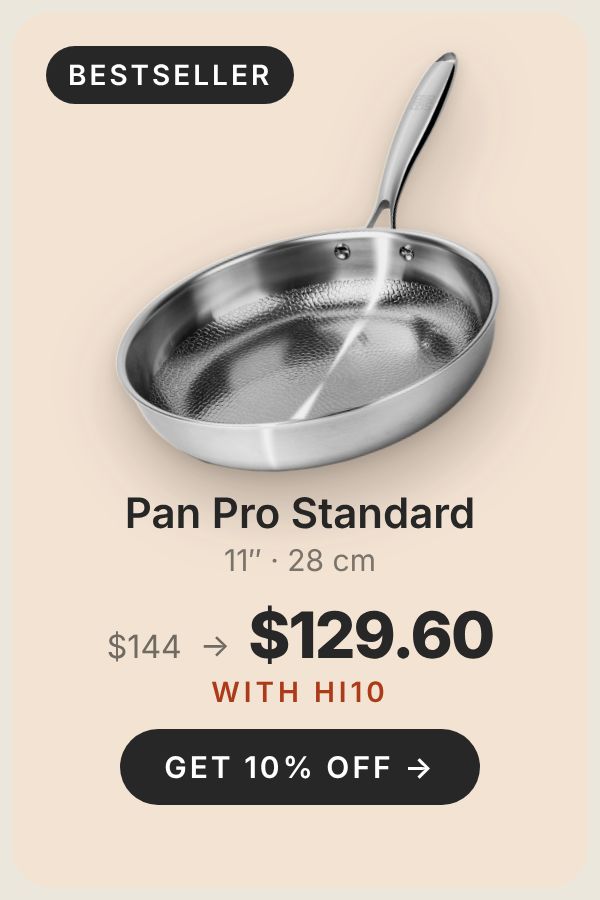 BESTSELLER
Pan Pro Standard
11″ · 28 cm
$144 → $129.60
WITH HI10
GET 10% OFF →